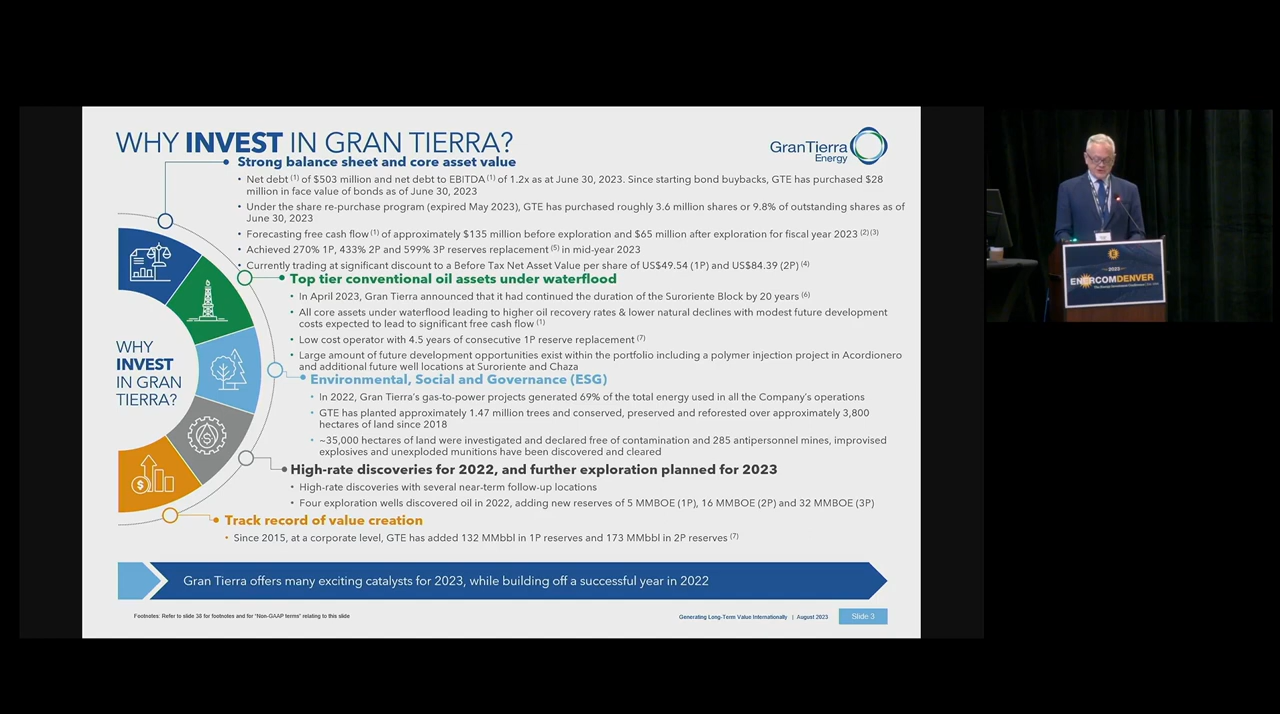 WHY INVEST IN GRAN TIERRA?
GranTierra
Energy
Strong balance sheet and core asset value
• Net debt (1) of $503 million and net debt to EBITDA (1) of 1.2x as at June 30, 2023. Since starting bond buybacks, GTE has purchased $28
million in face value of bonds as of June 30, 2023
• Under the share re-purchase program (expired May 2023), GTE has purchased roughly 3.6 million shares or 9.8% of outstanding shares as of
June 30, 2023
• Forecasting free cash flow (1) of approximately $135 million before exploration and $65 million after exploration for fiscal year 2023 (2) (3)
• Achieved 270% 1P, 433% 2P and 599% 3P reserves replacement (5) in mid-year 2023
• Currently trading at significant discount to a Before Tax Net Asset Value per share of US$49.54 (1P) and US$84.39 (2P) (4)
Top tier conventional oil assets under waterflood
• In April 2023, Gran Tierra announced that it had continued the duration of the Suroriente Block by 20 years (6)
• All core assets under waterflood leading to higher oil recovery rates & lower natural declines with modest future development
costs expected to lead to significant free cash flow (1)
• Low cost operator with 4.5 years of consecutive 1P reserve replacement (7)
• Large amount of future development opportunities exist within the portfolio including a polymer injection project in Acordionero
and additional future well locations at Suroriente and Chaza
WHY
INVEST
IN GRAN
TIERRA?
Environmental, Social and Governance (ESG)
• In 2022, Gran Tierra's gas-to-power projects generated 69% of the total energy used in all the Company's operations
• GTE has planted approximately 1.47 million trees and conserved, preserved and reforested over approximately 3,800
hectares of land since 2018
• ~35,000 hectares of land were investigated and declared free of contamination and 285 antipersonnel mines, improvised
explosives and unexploded munitions have been discovered and cleared
High-rate discoveries for 2022, and further exploration planned for 2023
• High-rate discoveries with several near-term follow-up locations
• Four exploration wells discovered oil in 2022, adding new reserves of 5 MMBOE (1P), 16 MMBOE (2P) and 32 MMBOE (3P)
Track record of value creation
• Since 2015, at a corporate level, GTE has added 132 MMbbl in 1P reserves and 173 MMbbl in 2P reserves (7)
Gran Tierra offers many exciting catalysts for 2023, while building off a successful year in 2022
Footnotes: Refer to slide 38 for footnotes and for "Non-GAAP terms" relating to this slide
Generating Long-Term Value Internationally | August 2023
Slide 3
2023
ENERCOMDENVER